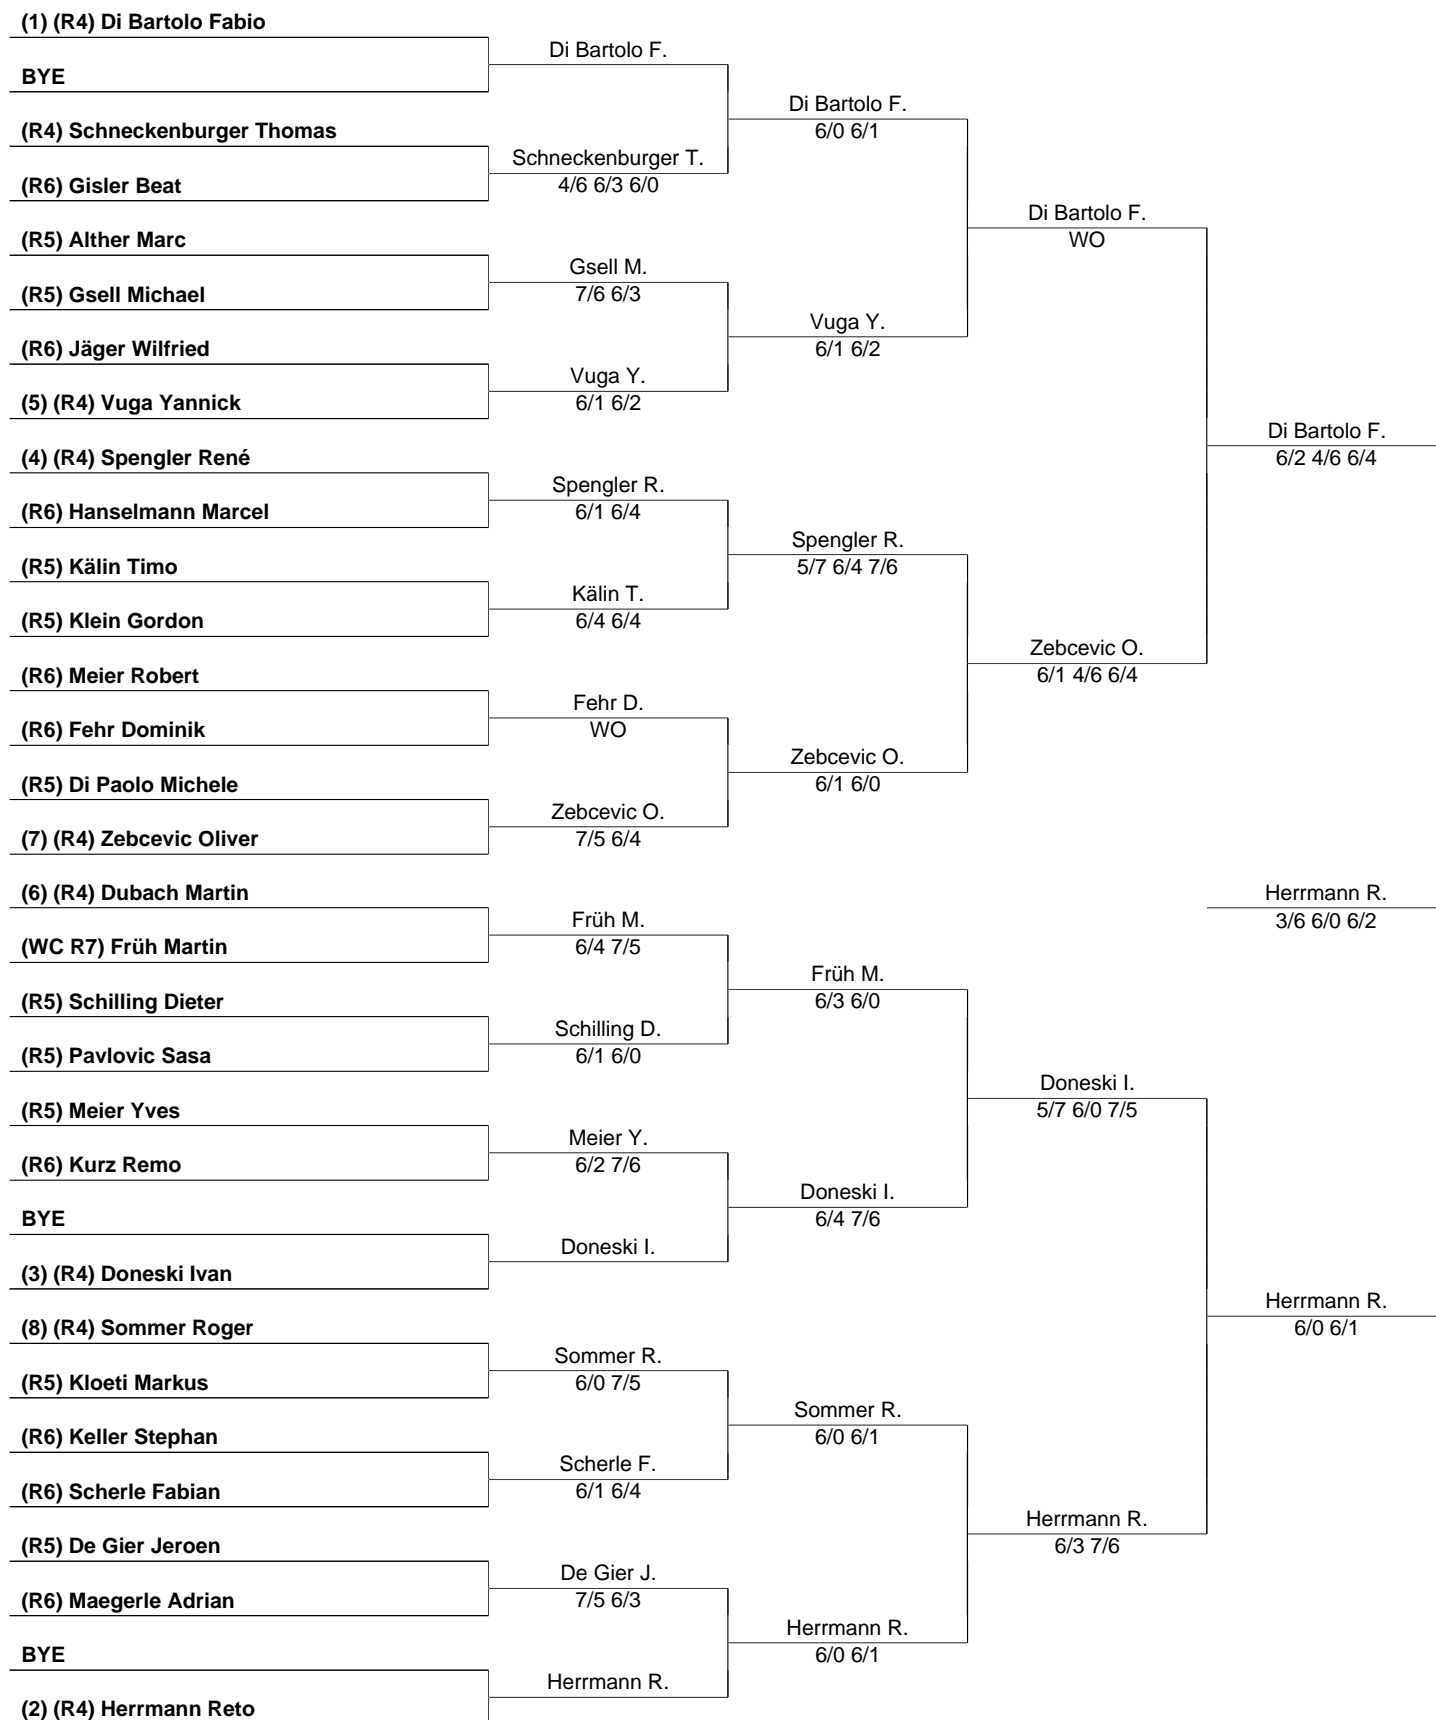 (1) (R4) Di Bartolo Fabio
Di Bartolo F.
BYE
Di Bartolo F.
6/0 6/1
(R4) Schneckenburger Thomas
Schneckenburger T.
4/6 6/3 6/0
(R6) Gisler Beat
Di Bartolo F.
WO
(R5) Alther Marc
Gsell M.
7/6 6/3
(R5) Gsell Michael
Vuga Y.
6/1 6/2
(R6) Jäger Wilfried
Vuga Y.
6/1 6/2
(5) (R4) Vuga Yannick
Di Bartolo F.
6/2 4/6 6/4
(4) (R4) Spengler René
Spengler R.
6/1 6/4
(R6) Hanselmann Marcel
Spengler R.
5/7 6/4 7/6
(R5) Kälin Timo
Kälin T.
6/4 6/4
(R5) Klein Gordon
Zebcevic O.
6/1 4/6 6/4
(R6) Meier Robert
Fehr D.
WO
(R6) Fehr Dominik
Zebcevic O.
6/1 6/0
(R5) Di Paolo Michele
Zebcevic O.
7/5 6/4
(7) (R4) Zebcevic Oliver
(6) (R4) Dubach Martin
Herrmann R.
3/6 6/0 6/2
Früh M.
6/4 7/5
(WC R7) Früh Martin
Früh M.
6/3 6/0
(R5) Schilling Dieter
Schilling D.
6/1 6/0
(R5) Pavlovic Sasa
Doneski I.
5/7 6/0 7/5
(R5) Meier Yves
Meier Y.
6/2 7/6
(R6) Kurz Remo
Doneski I.
6/4 7/6
BYE
Doneski I.
(3) (R4) Doneski Ivan
Herrmann R.
6/0 6/1
(8) (R4) Sommer Roger
Sommer R.
6/0 7/5
(R5) Kloeti Markus
Sommer R.
6/0 6/1
(R6) Keller Stephan
Scherle F.
6/1 6/4
(R6) Scherle Fabian
Herrmann R.
6/3 7/6
(R5) De Gier Jeroen
De Gier J.
7/5 6/3
(R6) Maegerle Adrian
Herrmann R.
6/0 6/1
BYE
Herrmann R.
(2) (R4) Herrmann Reto